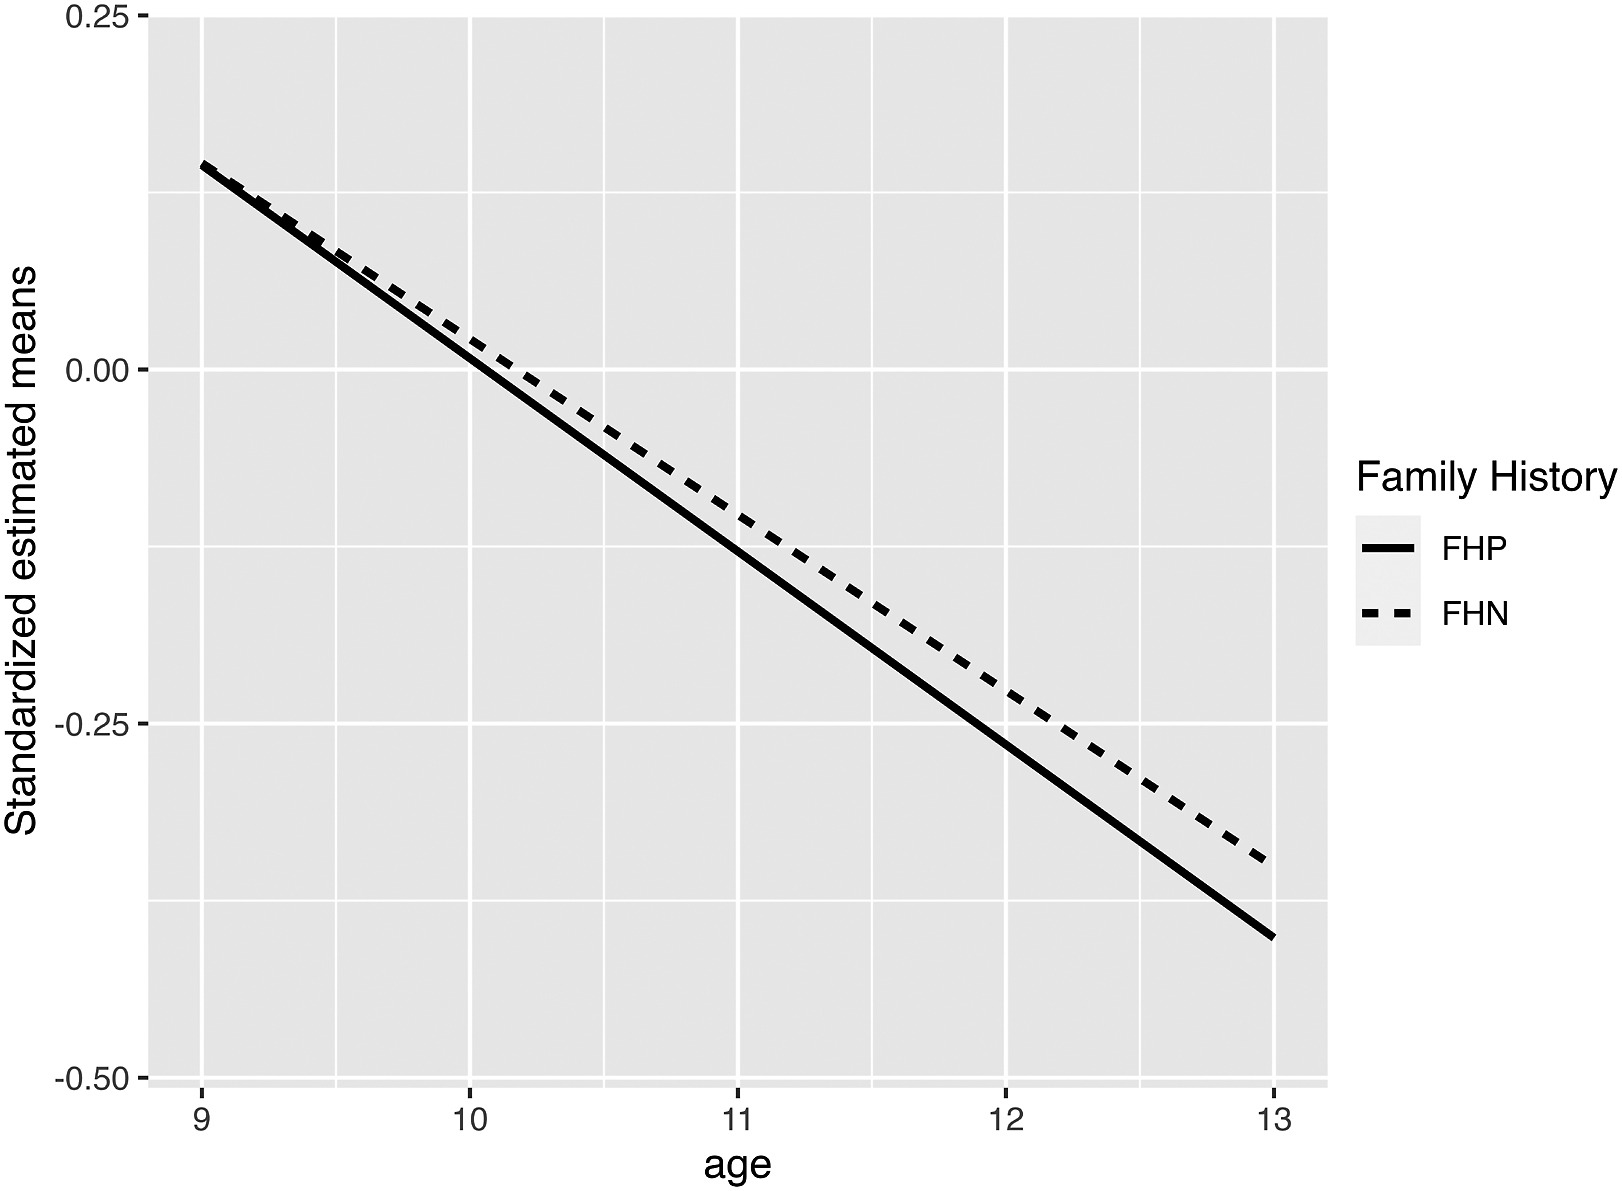 0.25
0.00
-0.25
-0.50
Standardized estimated means
9 10 11 12 13
age
Family History
FHP
FHN